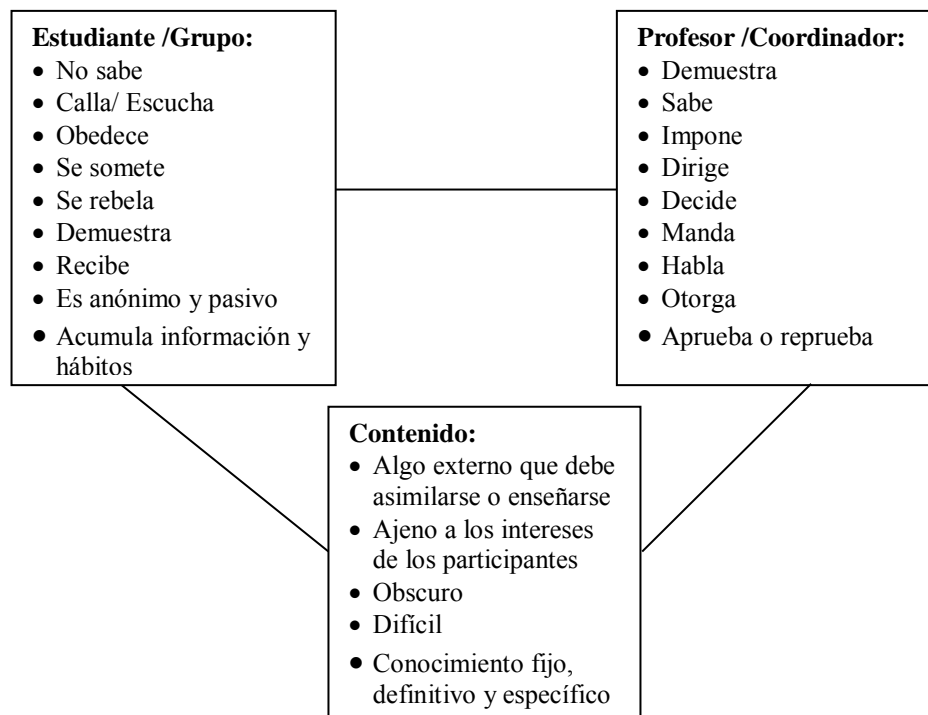 Estudiante /Grupo:
• No sabe
• Calla/ Escucha
• Obedece
• Se somete
• Se rebela
• Demuestra
• Recibe
• Es anónimo y pasivo
• Acumula información y
hábitos
Profesor /Coordinador:
• Demuestra
• Sabe
• Impone
• Dirige
• Decide
• Manda
• Habla
• Otorga
• Aprueba o reprueba
Contenido:
• Algo externo que debe
asimilarse o enseñarse
• Ajeno a los intereses
de los participantes
• Obscuro
• Difícil
• Conocimiento fijo,
definitivo y específico